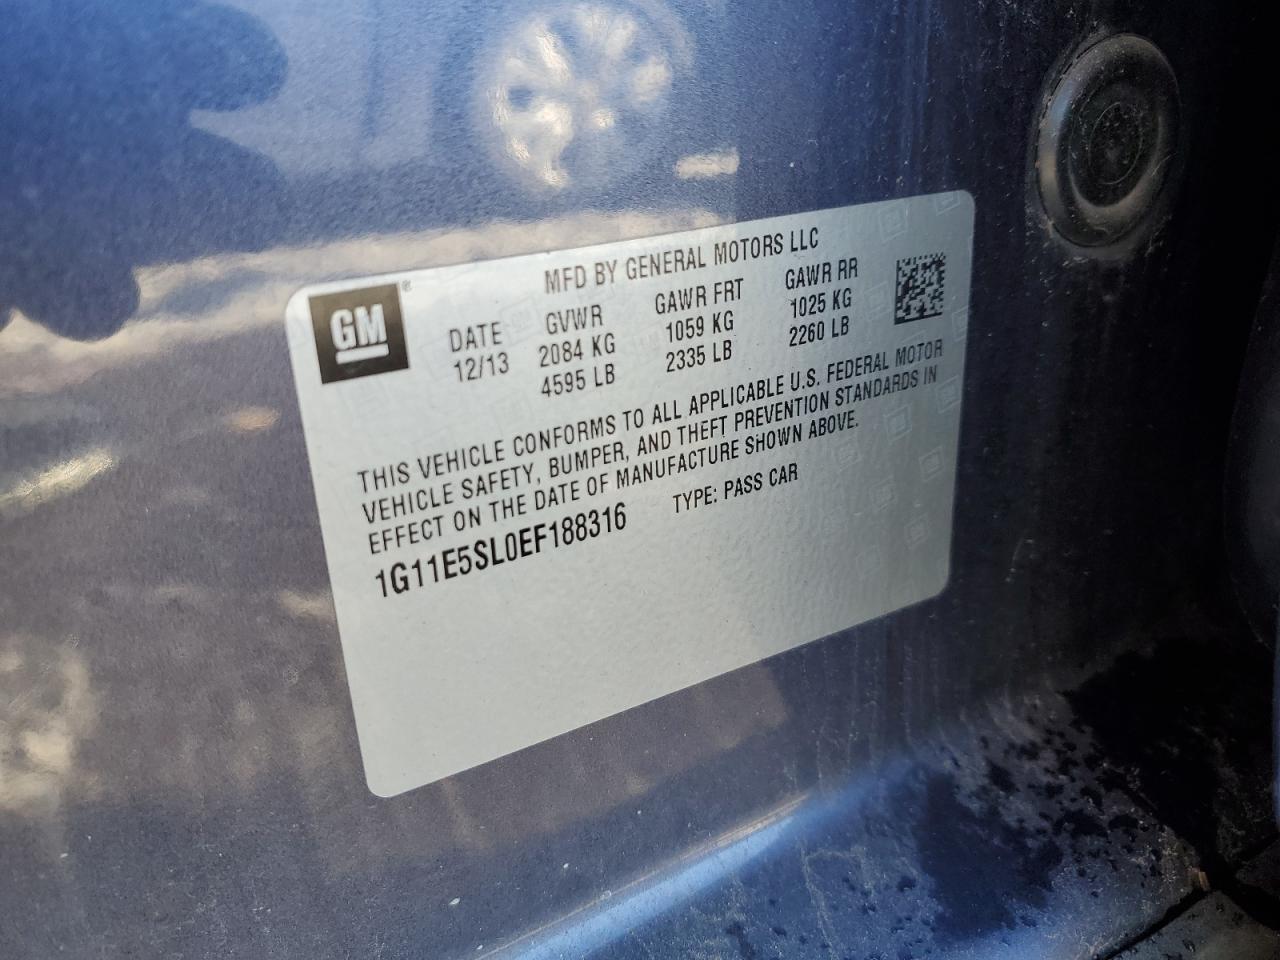 MFD BY GENERAL MOTORS LLC
GM®
DATE GVWR GAWR FRT GAWR RR
12/13 2084 KG 1059 KG 1025 KG
4595 LB 2335 LB 2260 LB
THIS VEHICLE CONFORMS TO ALL APPLICABLE U.S. FEDERAL MOTOR
VEHICLE SAFETY, BUMPER, AND THEFT PREVENTION STANDARDS IN
EFFECT ON THE DATE OF MANUFACTURE SHOWN ABOVE.
1G11E5SL0EF188316 TYPE: PASS CAR